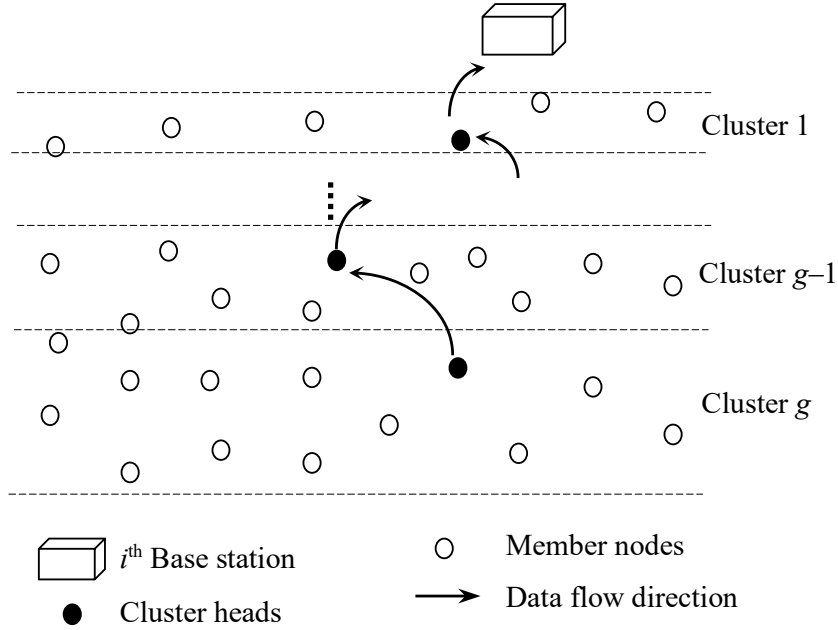 Cluster 1
Cluster g–1
Cluster g
iᵗʰ Base station
Member nodes
Cluster heads
Data flow direction